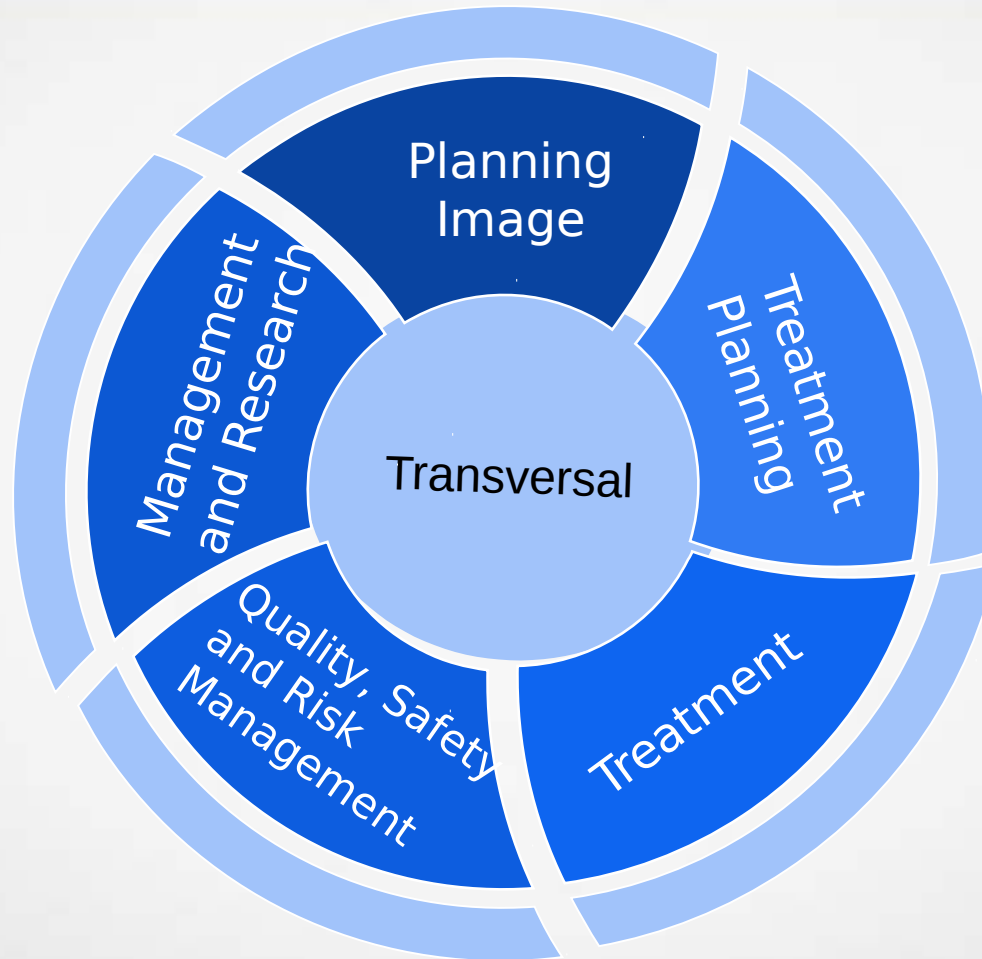 Planning
Image
Treatment
Planning
Treatment
Quality, Safety
and Risk
Management
Management
and Research
Transversal